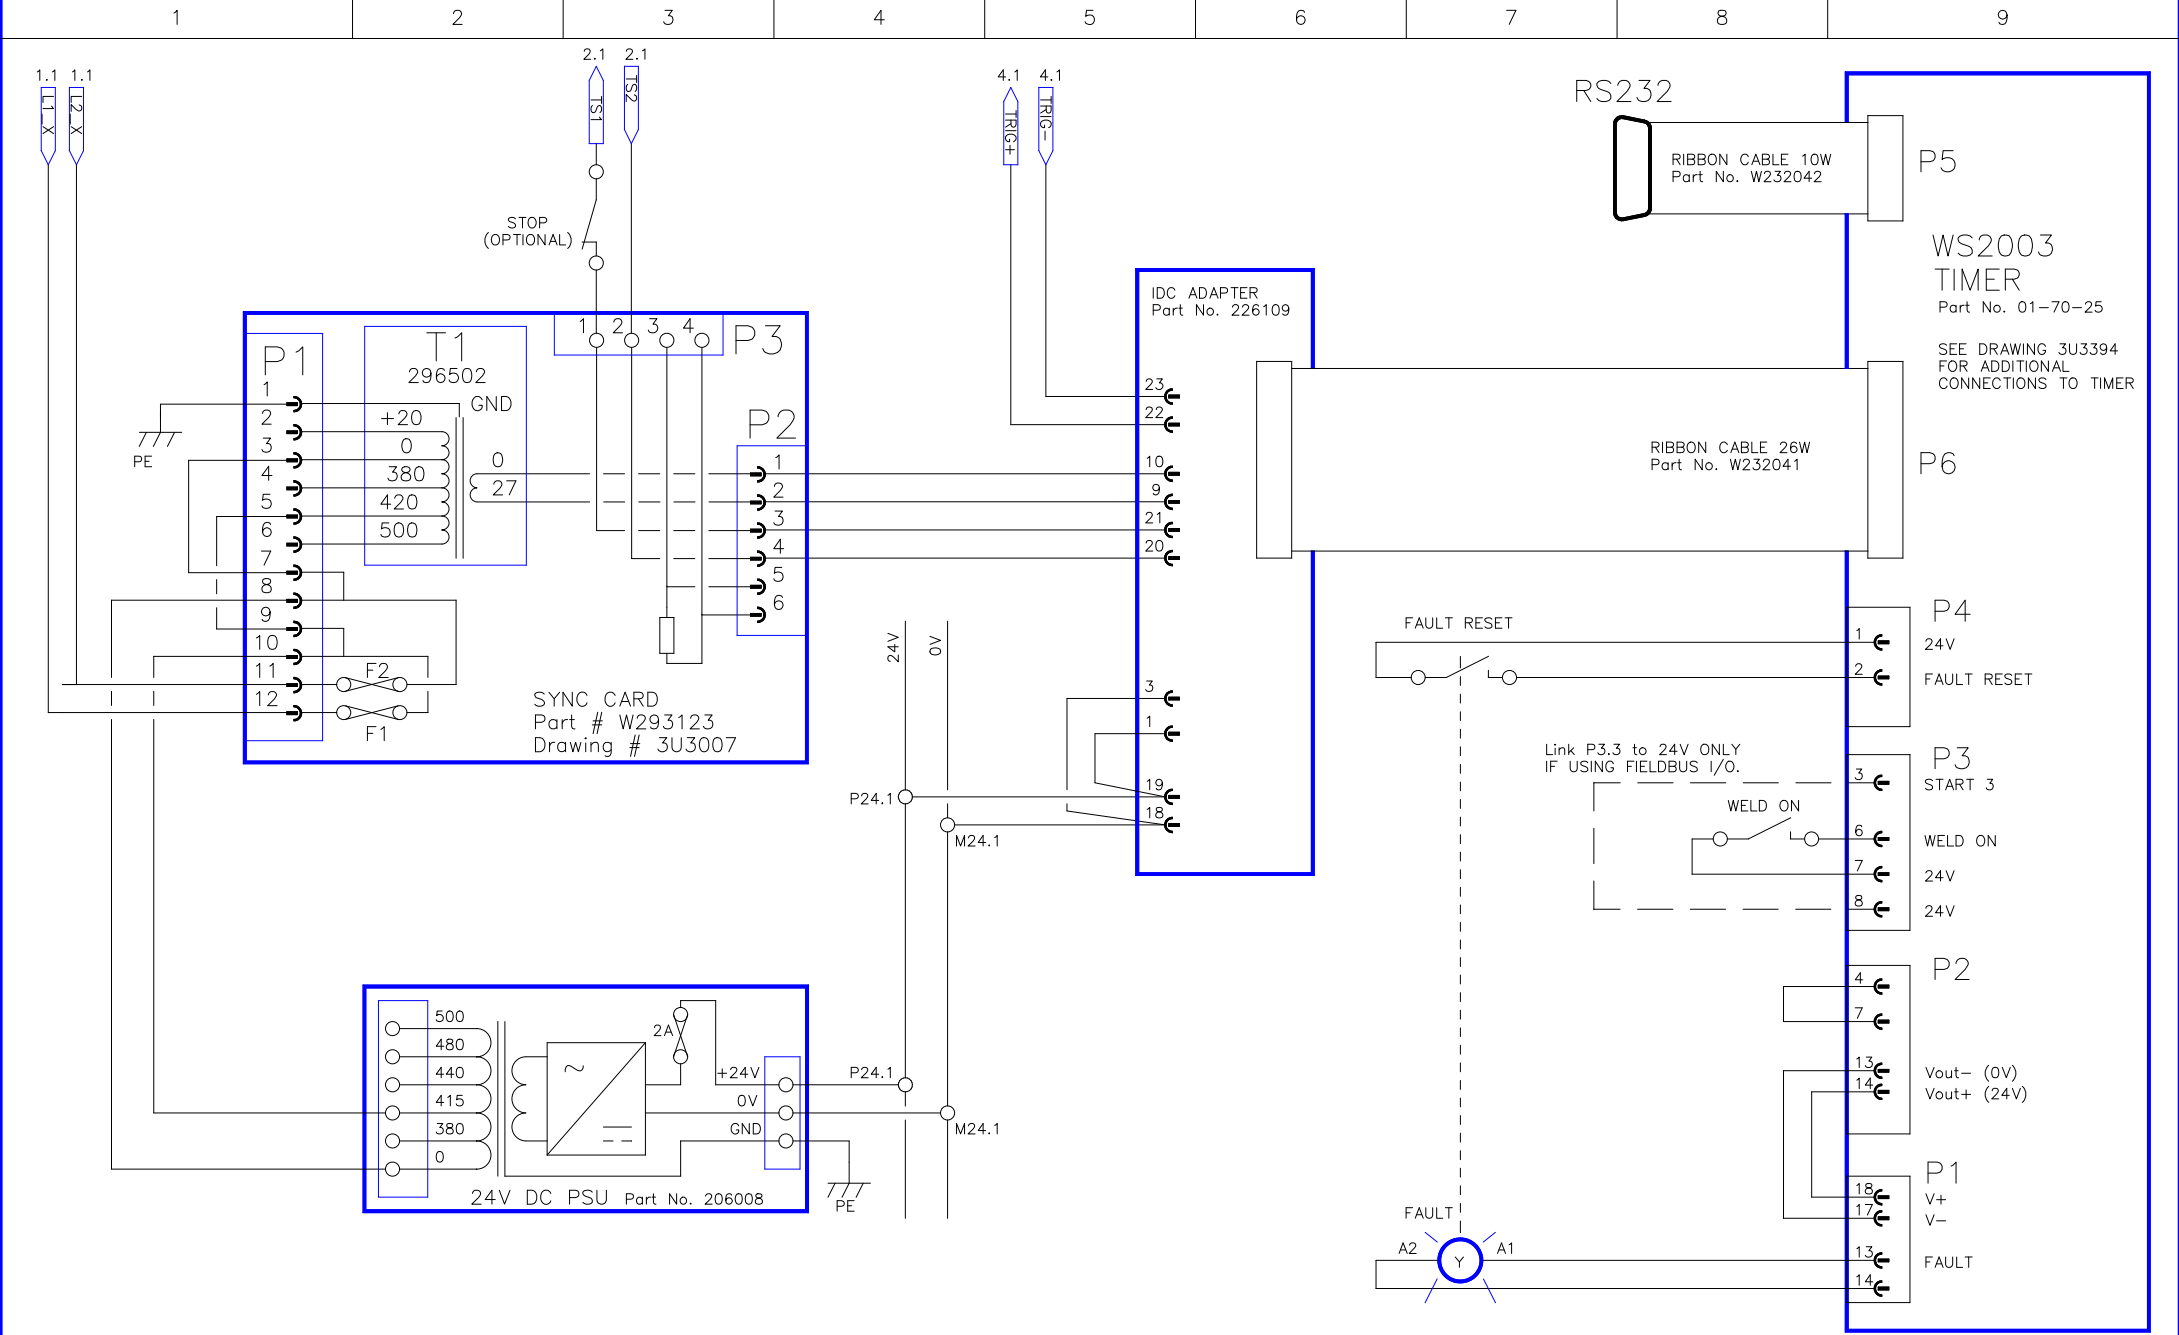 1 2 3 4 5 6 7 8 9
1.1 1.1
L1_X
L2_X
2.1 2.1
TS1
TS2
4.1 4.1
TRIG+
TRIG-
STOP
(OPTIONAL)
RS232
RIBBON CABLE 10W
Part No. W232042
P5
WS2003
TIMER
Part No. 01-70-25
SEE DRAWING 3U3394
FOR ADDITIONAL
CONNECTIONS TO TIMER
P1
1
2
3
4
5
6
7
8
9
10
11
12
PE
T1
296502
GND
+20
0
380
420
500
0
27
1 2 3 4
P3
P2
1
2
3
4
5
6
F2
F1
SYNC CARD
Part # W293123
Drawing # 3U3007
IDC ADAPTER
Part No. 226109
23
22
10
9
21
20
3
1
19
18
RIBBON CABLE 26W
Part No. W232041
P6
24V
0V
P24.1
M24.1
FAULT RESET
P4
1
24V
2
FAULT RESET
Link P3.3 to 24V ONLY
IF USING FIELDBUS I/O.
P3
3
START 3
WELD ON
6
WELD ON
7
24V
8
24V
P2
4
7
13
Vout- (0V)
14
Vout+ (24V)
P1
18
V+
17
V-
13
FAULT
14
500
480
440
415
380
0
~
2A
+24V
0V
GND
24V DC PSU Part No. 206008
P24.1
M24.1
PE
FAULT
A2
Y
A1